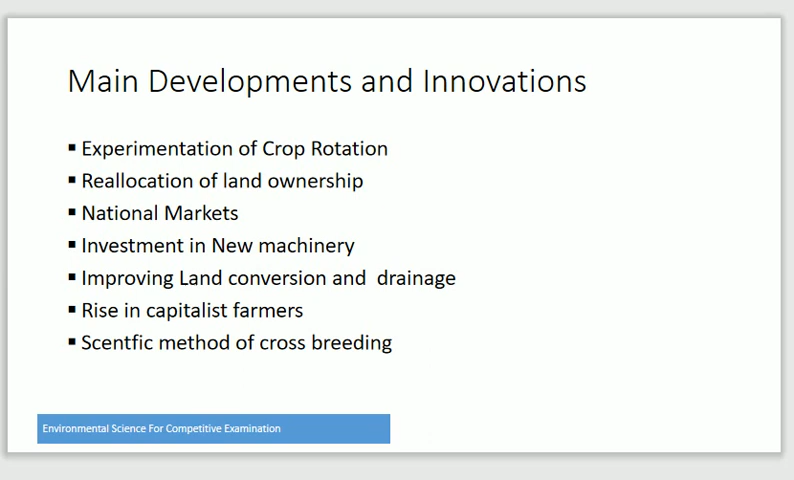 Main Developments and Innovations
▪ Experimentation of Crop Rotation
▪ Reallocation of land ownership
▪ National Markets
▪ Investment in New machinery
▪ Improving Land conversion and  drainage
▪ Rise in capitalist farmers
▪ Scentfic method of cross breeding
Environmental Science For Competitive Examination